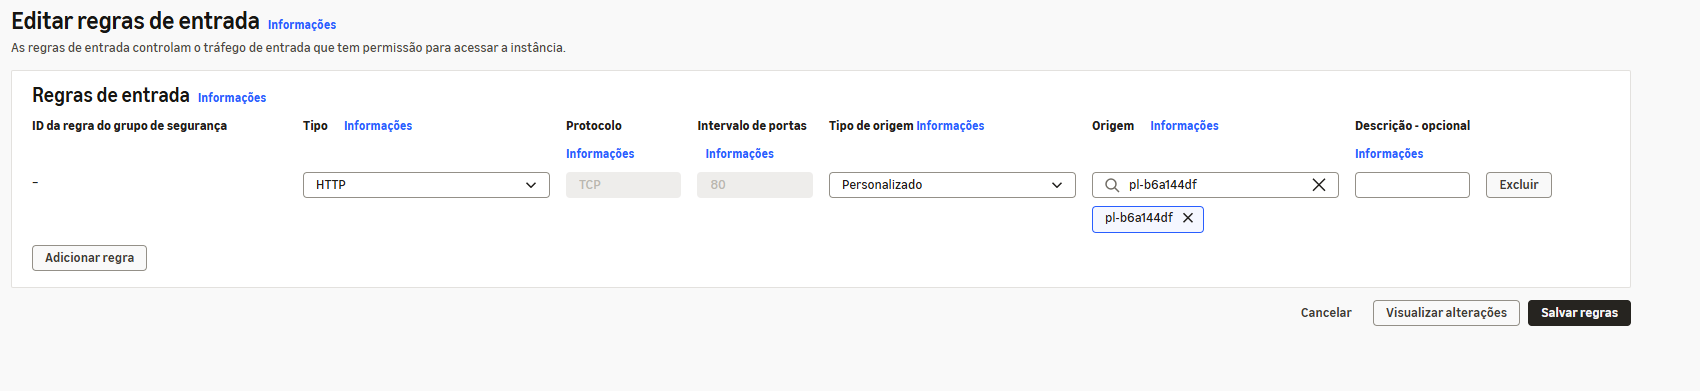 Editar regras de entrada Informações
As regras de entrada controlam o tráfego de entrada que tem permissão para acessar a instância.
Regras de entrada Informações
ID da regra do grupo de segurança Tipo Informações Protocolo Intervalo de portas Tipo de origem Informações Origem Informações Descrição - opcional
Informações Informações Informações
– HTTP TCP 80 Personalizado pl-b6a144df Excluir
pl-b6a144df
Adicionar regra
Cancelar Visualizar alterações Salvar regras